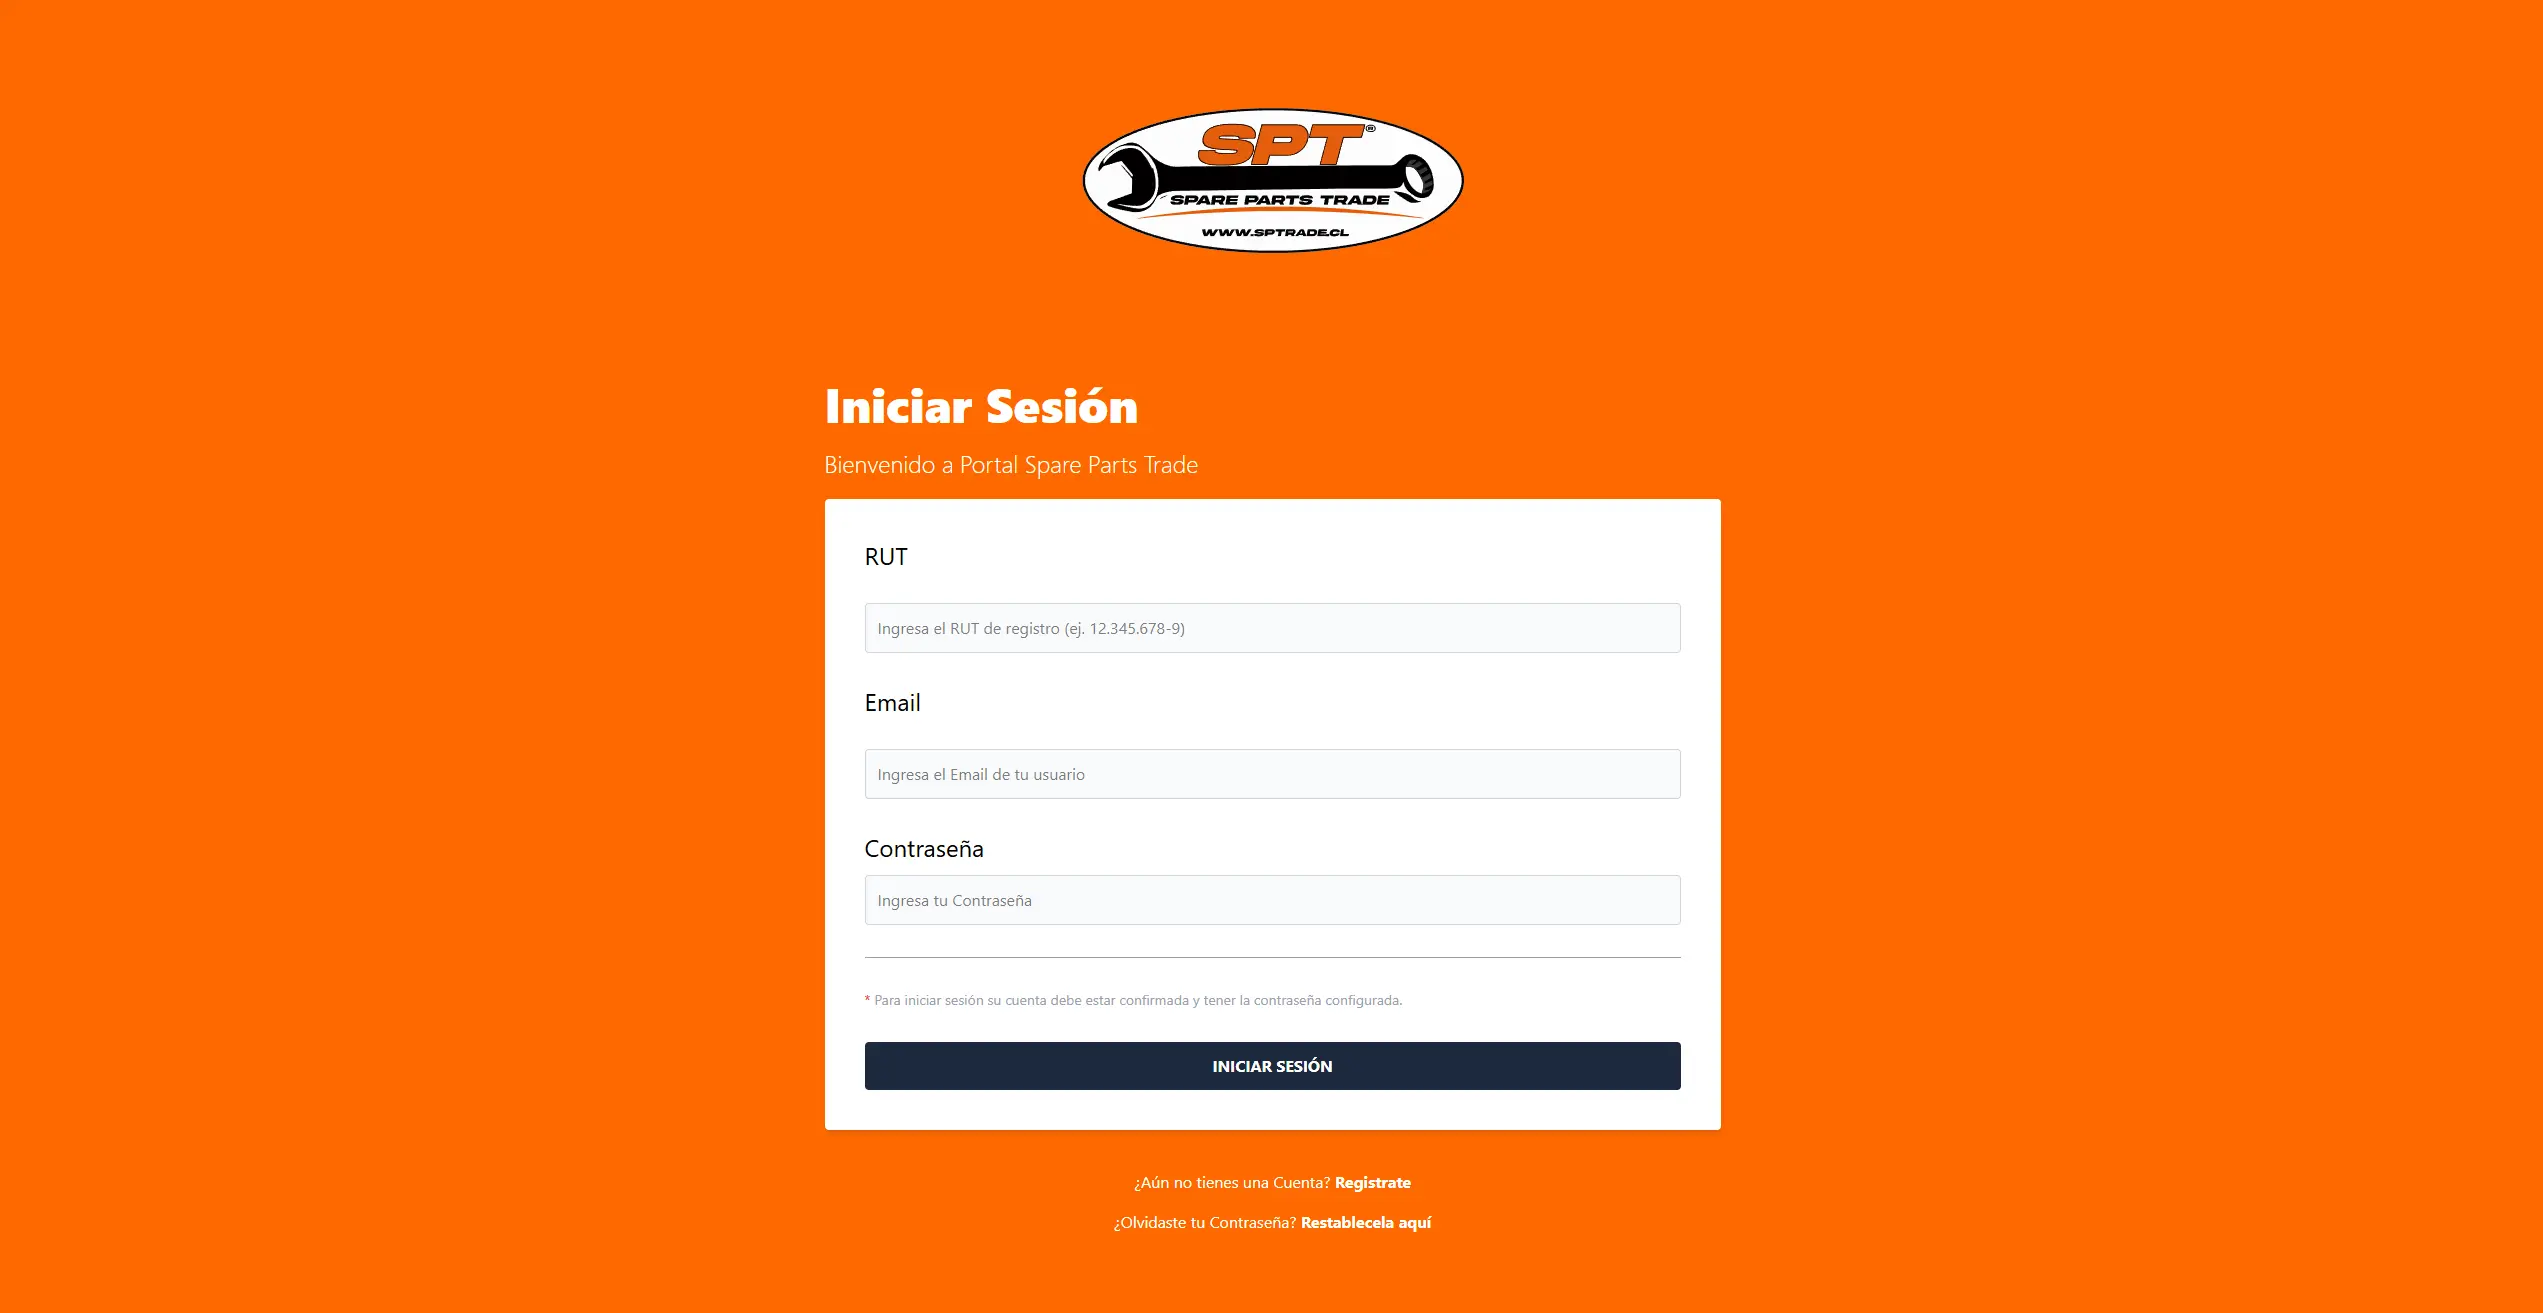 SPT®
SPARE PARTS TRADE
WWW.SPTRADE.CL
Iniciar Sesión
Bienvenido a Portal Spare Parts Trade
RUT
Ingresa el RUT de registro (ej. 12.345.678-9)
Email
Ingresa el Email de tu usuario
Contraseña
Ingresa tu Contraseña
* Para iniciar sesión su cuenta debe estar confirmada y tener la contraseña configurada.
INICIAR SESIÓN
¿Aún no tienes una Cuenta? Registrate
¿Olvidaste tu Contraseña? Restablecela aquí